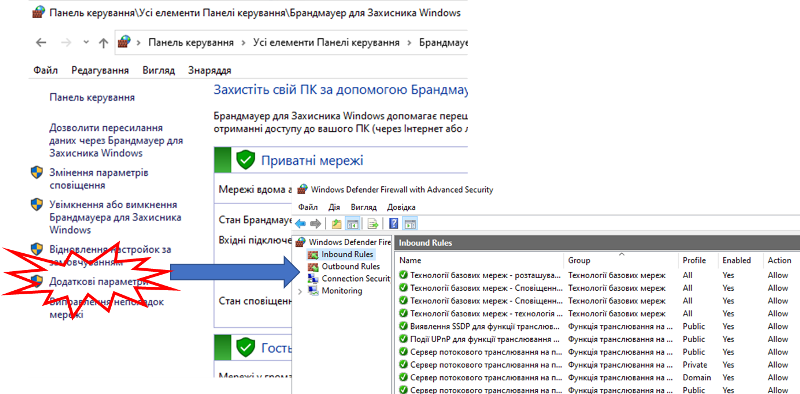 Панель керування\Усі елементи Панелі керування\Брандмауер для Захисника Windows
Панель керування
Усі елементи Панелі керування
Брандмауер
Файл Редагування Вигляд Знаряддя
Панель керування
Дозволити пересилання
даних через Брандмауер для
Захисника Windows
Змінення параметрів
сповіщення
Увімкнення або вимкнення
Брандмауера для Захисника
Windows
Відновлення настройок за
замовчуванням
Додаткові параметри
Виправлення неполадок
мережі
Захистіть свій ПК за допомогою Брандмау
Брандмауер для Захисника Windows допомагає переш
отриманні доступу до вашого ПК (через Інтернет або л
Приватні мережі
Мережі вдома а
Стан Брандмау
Вхідні підключе
Стан сповіщен
Гость
Мережі у громат
Windows Defender Firewall with Advanced Security
Файл Дія Вигляд Довідка
Windows Defender Fire
Inbound Rules
Outbound Rules
Connection Security
Monitoring
Inbound Rules
Name Group Profile Enabled Action
Технології базових мереж - розташува... Технології базових мереж All Yes Allow
Технології базових мереж - Сповіщенн... Технології базових мереж All Yes Allow
Технології базових мереж - Сповіщенн... Технології базових мереж All Yes Allow
Технології базових мереж - технологія ... Технології базових мереж All Yes Allow
Виявлення SSDP для функції транслюв... Функція транслювання на ... Public Yes Allow
Події UPnP для функції транслювання ... Функція транслювання на ... Public Yes Allow
Сервер потокового транслювання на п... Функція транслювання на ... Public Yes Allow
Сервер потокового транслювання на п... Функція транслювання на ... Private Yes Allow
Сервер потокового транслювання на п... Функція транслювання на ... Domain Yes Allow
Сервер потокового транслювання на п... Функція транслювання на ... Public Yes Allow